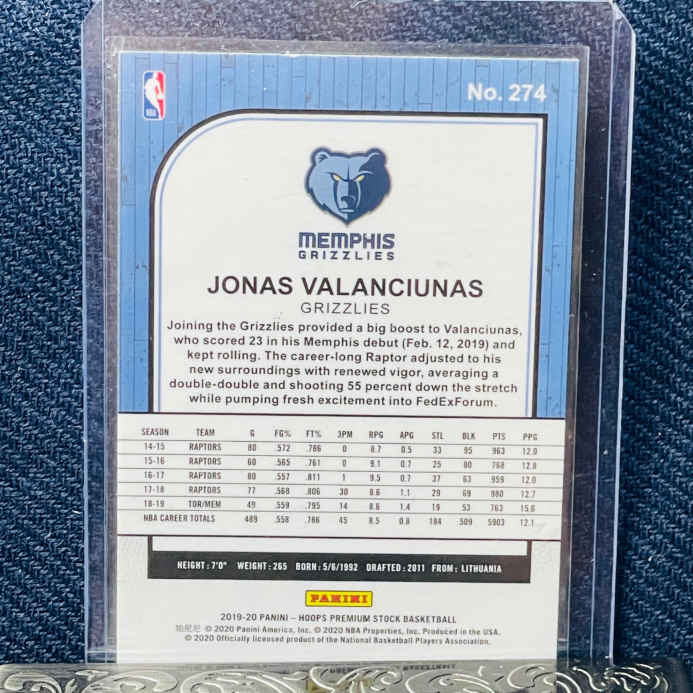 No. 274
MEMPHIS
GRIZZLIES
JONAS VALANCIUNAS
GRIZZLIES
Joining the Grizzlies provided a big boost to Valanciunas,
who scored 23 in his Memphis debut (Feb. 12, 2019) and
kept rolling. The career-long Raptor adjusted to his
new surroundings with renewed vigor, averaging a
double-double and shooting 55 percent down the stretch
while pumping fresh excitement into FedExForum.
SEASON TEAM G FG% FT% 3PM RPG APG STL BLK PTS PPG
14-15 RAPTORS 80 .572 .786 0 8.7 0.5 33 95 963 12.0
15-16 RAPTORS 60 .565 .761 0 9.1 0.7 25 80 768 12.8
16-17 RAPTORS 80 .557 .811 1 9.5 0.7 37 63 959 12.0
17-18 RAPTORS 77 .568 .806 30 8.6 1.1 29 69 980 12.7
18-19 TOR/MEM 49 .559 .795 14 8.6 1.4 19 53 763 15.6
NBA CAREER TOTALS 489 .558 .786 45 8.5 0.8 184 509 5903 12.1
HEIGHT: 7'0" WEIGHT: 265 BORN: 5/6/1992 DRAFTED: 2011 FROM: LITHUANIA
PANINI
2019-20 PANINI – HOOPS PREMIUM STOCK BASKETBALL
帕尼尼 © 2020 Panini America, Inc. © 2020 NBA Properties, Inc. Produced in the USA.
© 2020 Officially licensed product of the National Basketball Players Association.